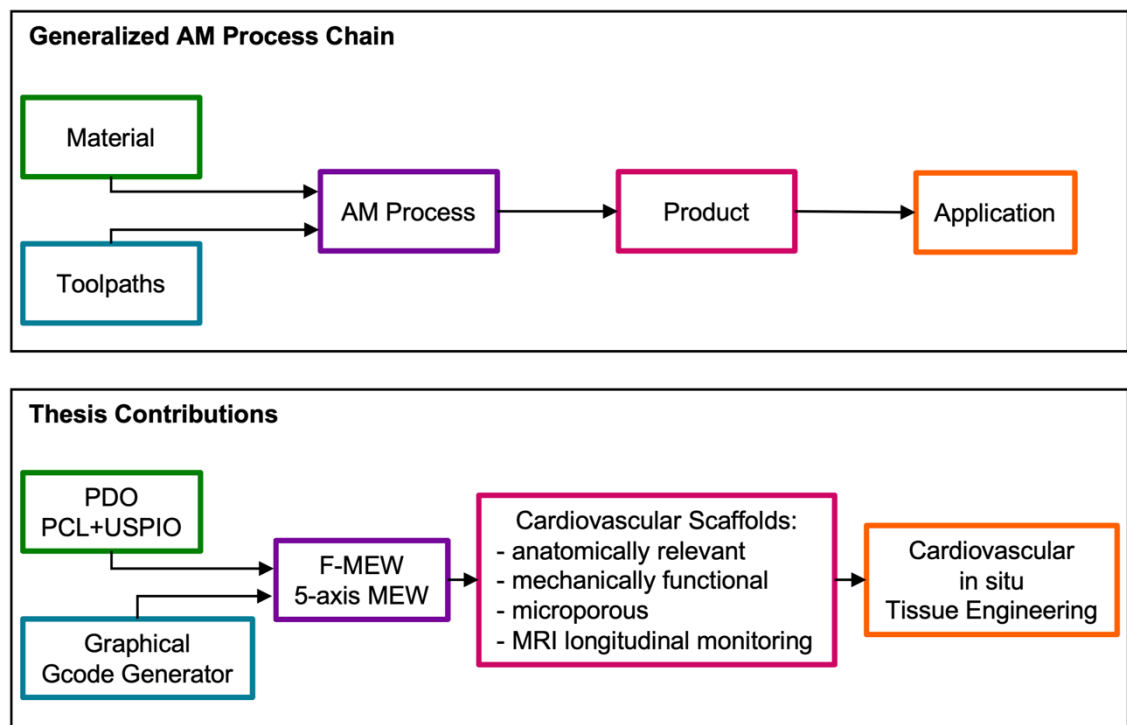 Generalized AM Process Chain
Material
Toolpaths
AM Process
Product
Application
Thesis Contributions
PDO
PCL+USPIO
Graphical
Gcode Generator
F-MEW
5-axis MEW
Cardiovascular Scaffolds:
- anatomically relevant
- mechanically functional
- microporous
- MRI longitudinal monitoring
Cardiovascular
in situ
Tissue Engineering